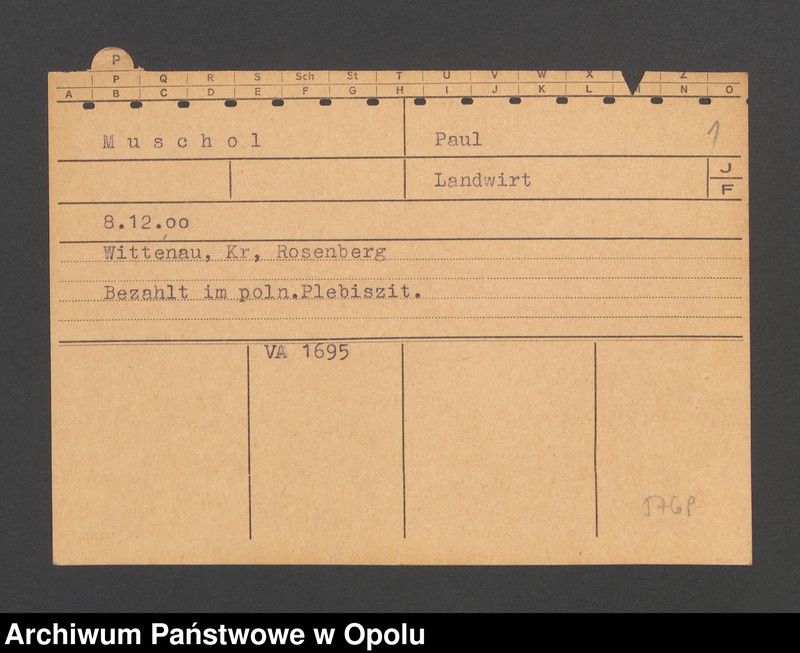 P
P Q R S Sch St T U V W X Z
A B C D E F G H I J K L N O
Muschol Paul 1
Landwirt J
F
8.12.00
Wittenau, Kr, Rosenberg
Bezahlt im poln.Plebiszit.
VA 1695
Archiwum Państwowe w Opolu